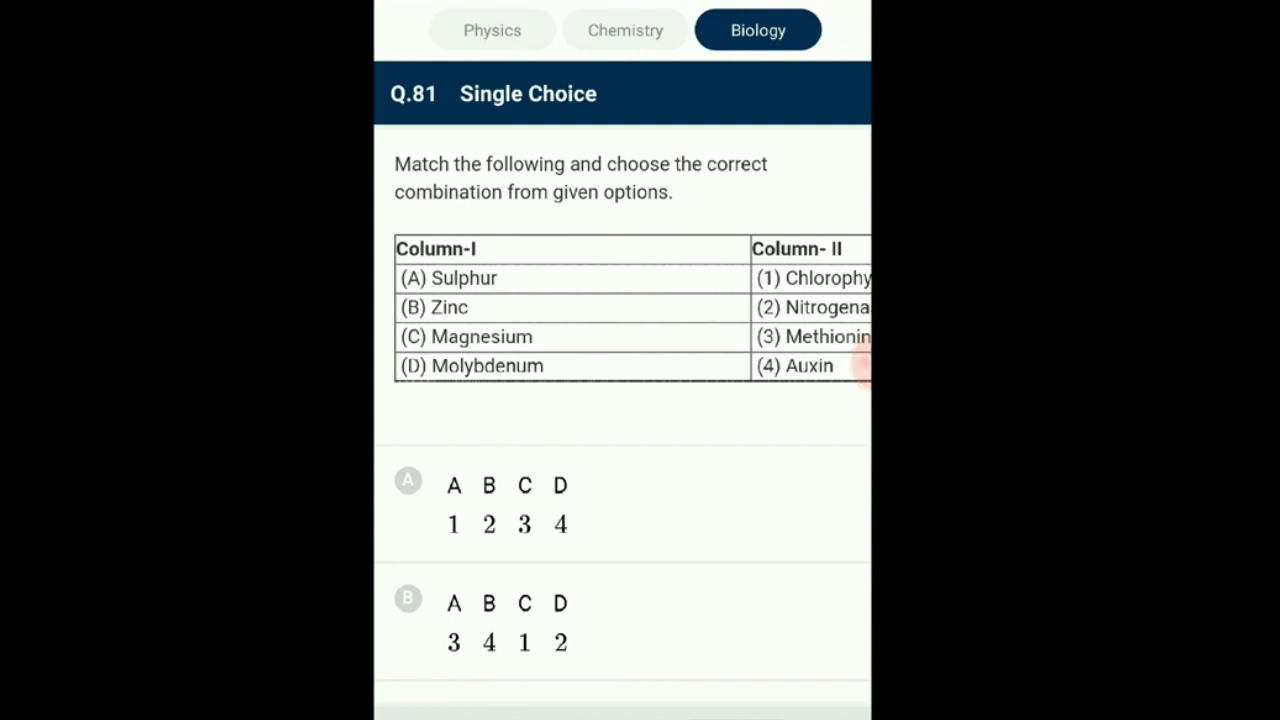 Physics Chemistry Biology
Q.81 Single Choice
Match the following and choose the correct
combination from given options.
Column-I Column- II
(A) Sulphur (1) Chlorophy
(B) Zinc (2) Nitrogena
(C) Magnesium (3) Methionin
(D) Molybdenum (4) Auxin
A A B C D
1 2 3 4
B A B C D
3 4 1 2